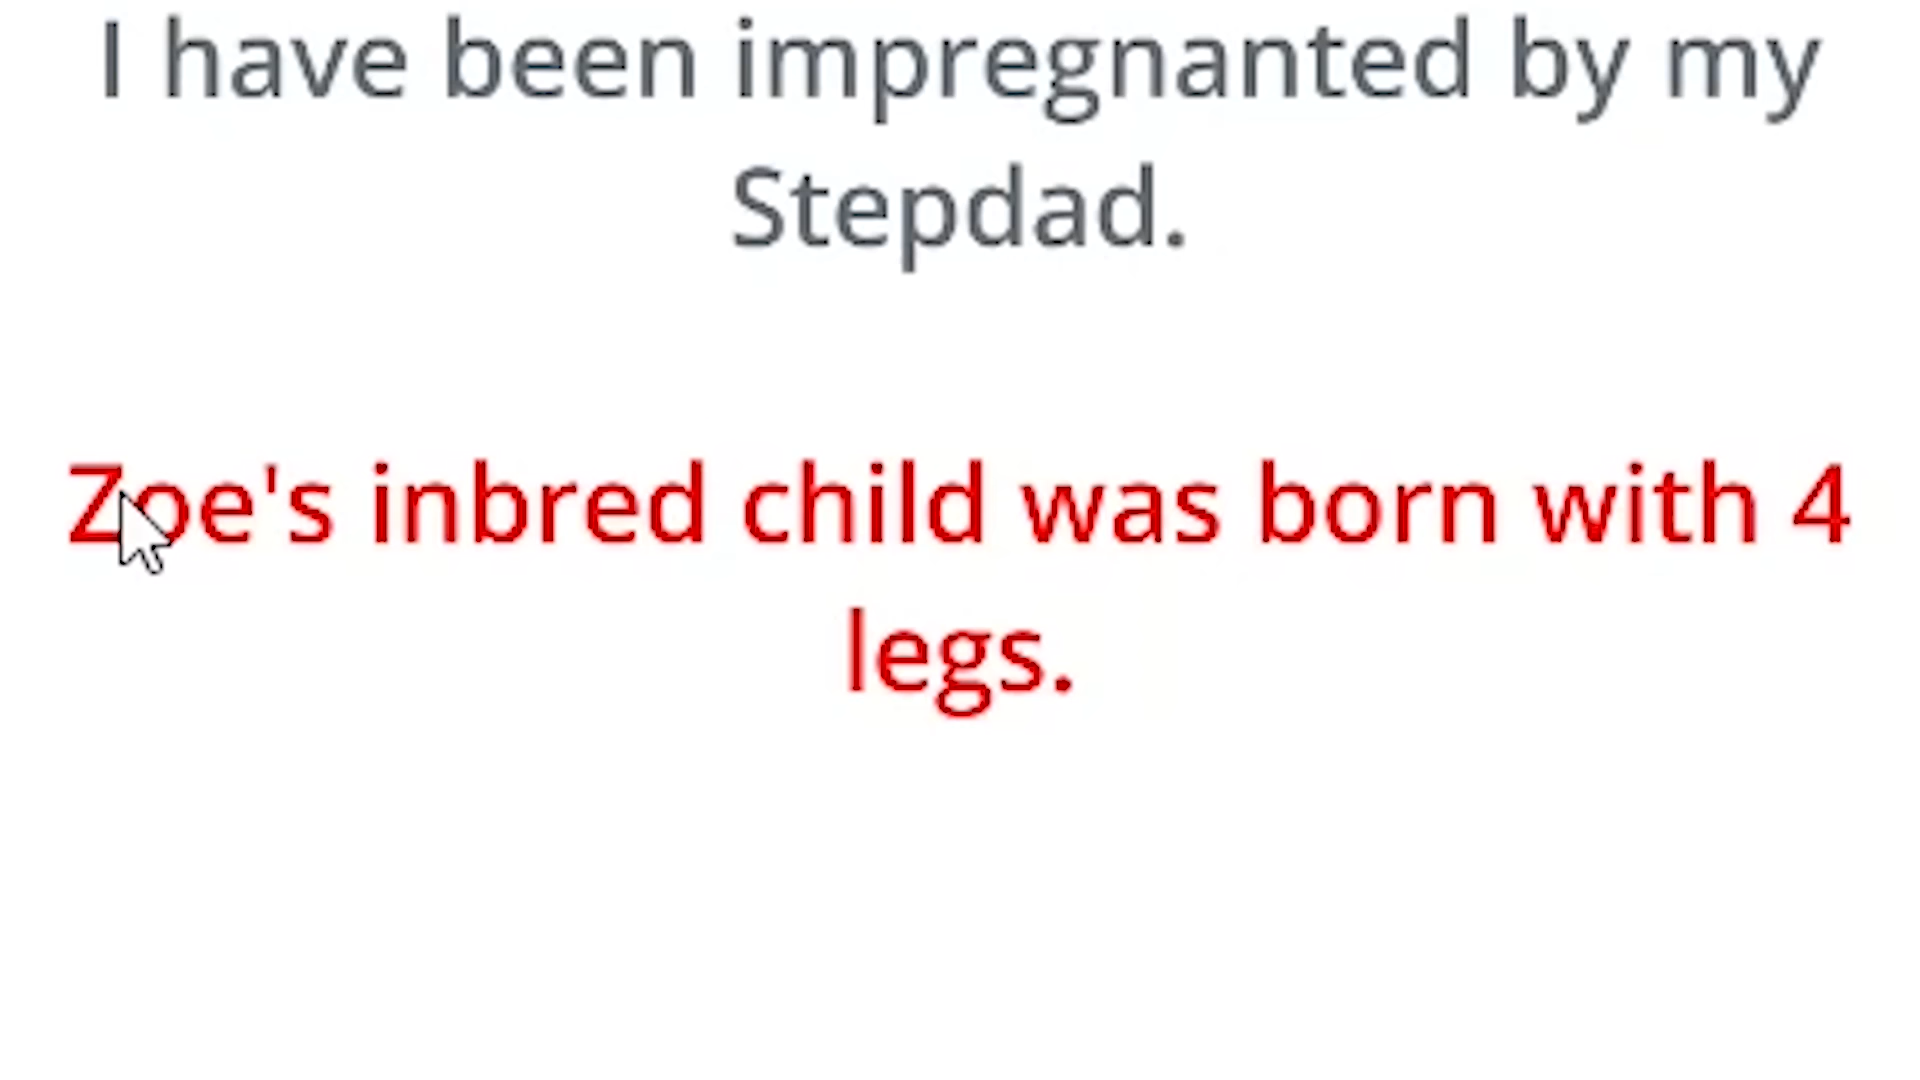 I have been impregnanted by my
Stepdad.
Zoe's inbred child was born with 4
legs.